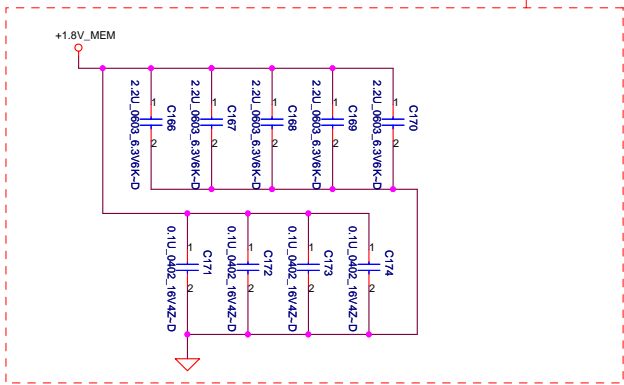 +1.8V_MEM
2.2U_0603_6.3V6K~D
1
2
C166
2.2U_0603_6.3V6K~D
1
2
C167
2.2U_0603_6.3V6K~D
1
2
C168
2.2U_0603_6.3V6K~D
1
2
C169
2.2U_0603_6.3V6K~D
1
2
C170
0.1U_0402_16V4Z~D
1
2
C171
0.1U_0402_16V4Z~D
1
2
C172
0.1U_0402_16V4Z~D
1
2
C173
0.1U_0402_16V4Z~D
1
2
C174